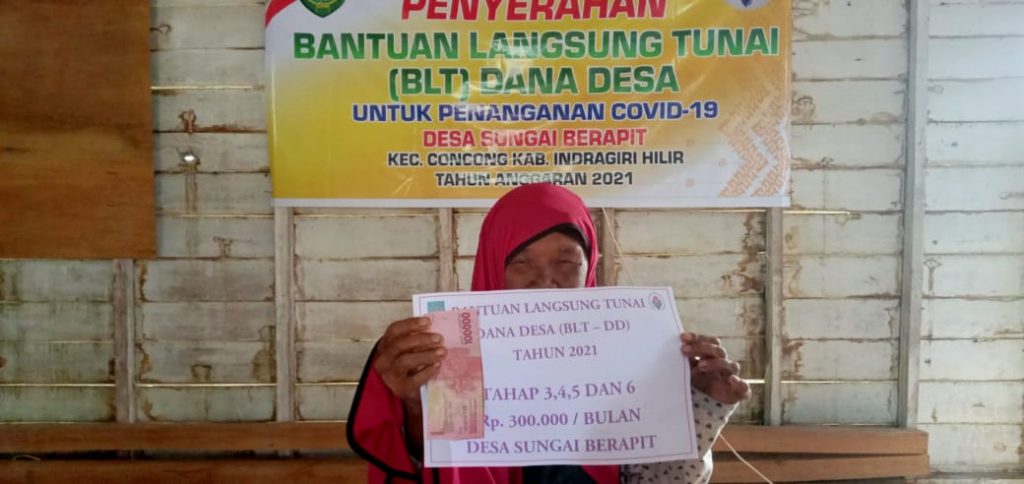 PENYERAHAN
BANTUAN LANGSUNG TUNAI
(BLT) DANA DESA
UNTUK PENANGANAN COVID-19
DESA SUNGAI BERAPIT
KEC. CONCONG KAB. INDRAGIRI HILIR
TAHUN ANGGARAN 2021
BANTUAN LANGSUNG TUNAI
DANA DESA (BLT – DD)
TAHUN 2021
TAHAP 3,4,5 DAN 6
Rp. 300.000 / BULAN
DESA SUNGAI BERAPIT
100000